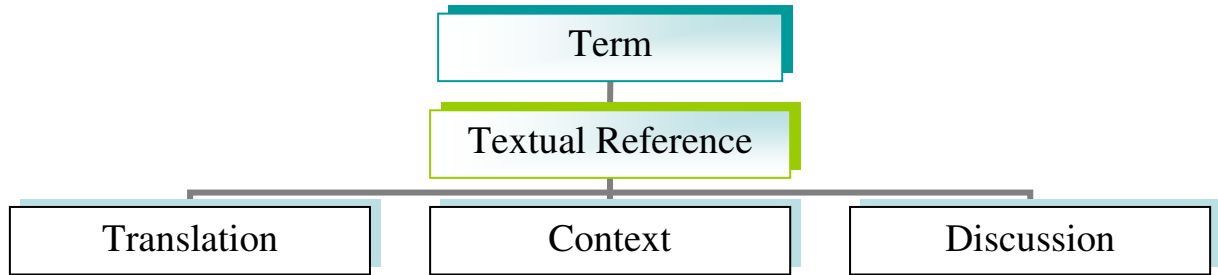 Term
Textual Reference
Translation
Context
Discussion